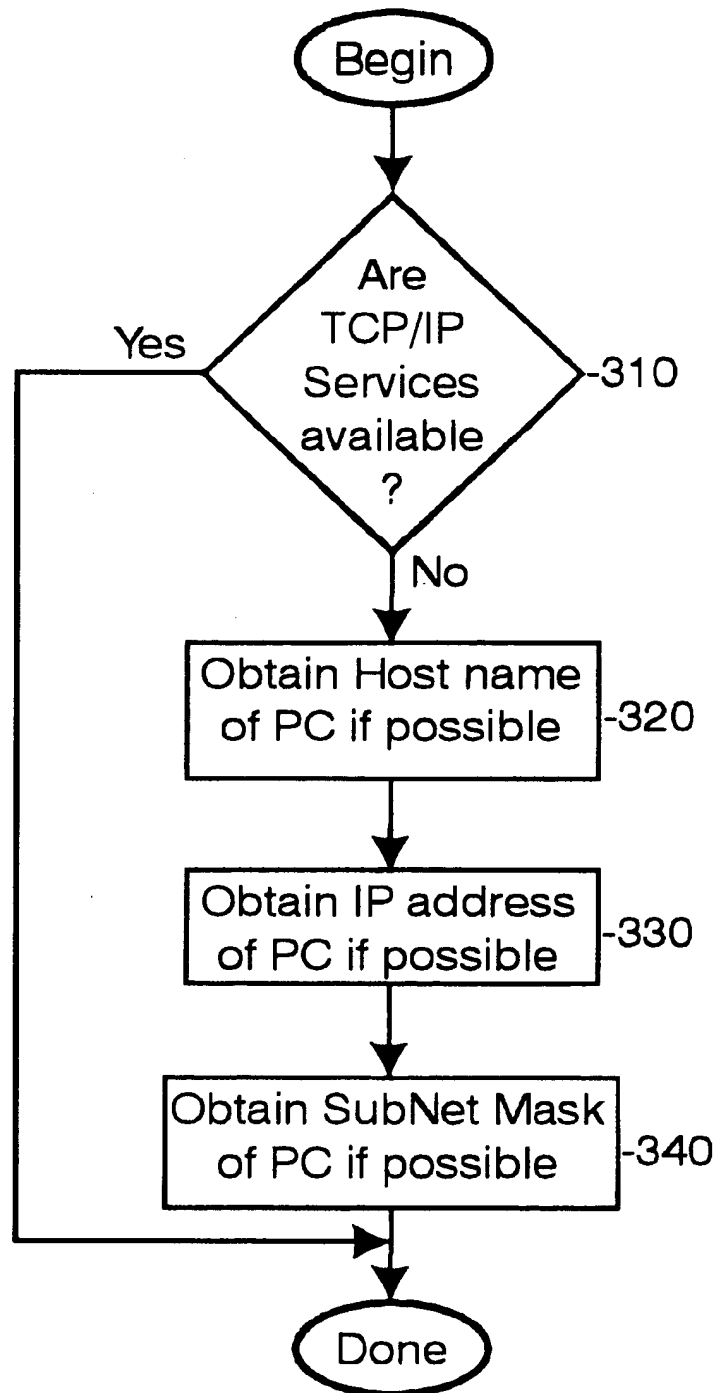 Begin
Are
TCP/IP
Services
available
?
-310
Yes
No
Obtain Host name
of PC if possible
-320
Obtain IP address
of PC if possible
-330
Obtain SubNet Mask
of PC if possible
-340
Done